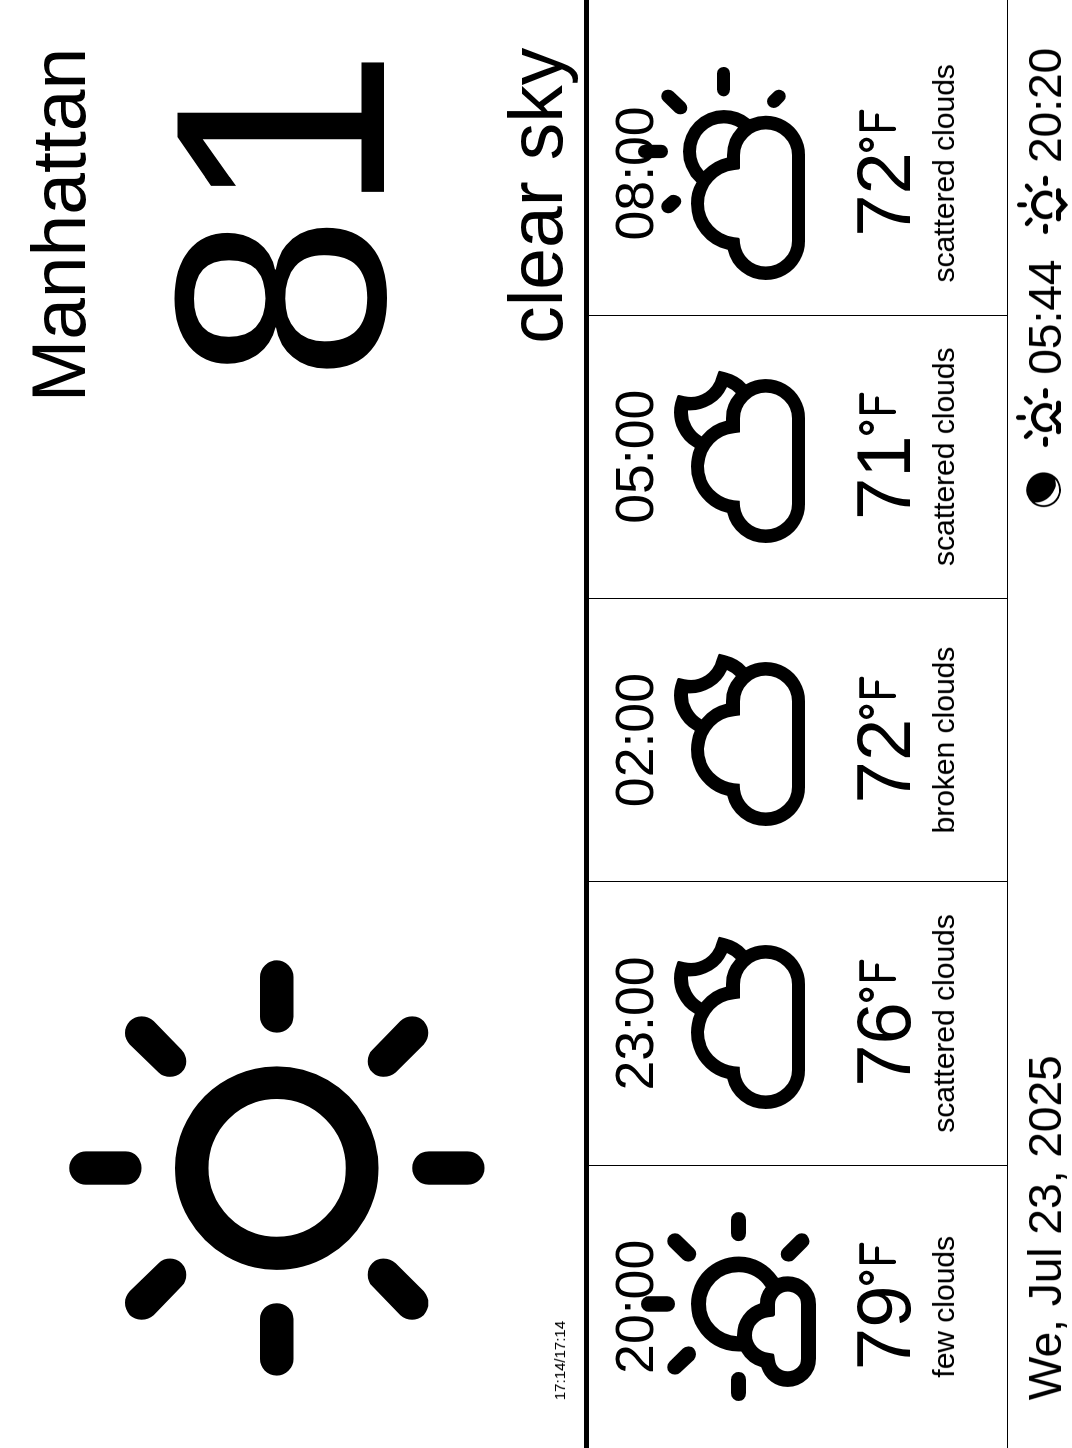 Manhattan
81
clear sky
17:14/17:14
20:00 23:00 02:00 05:00 08:00
79°F 76°F 72°F 71°F 72°F
few clouds scattered clouds broken clouds scattered clouds scattered clouds
We, Jul 23, 2025 05:44 20:20